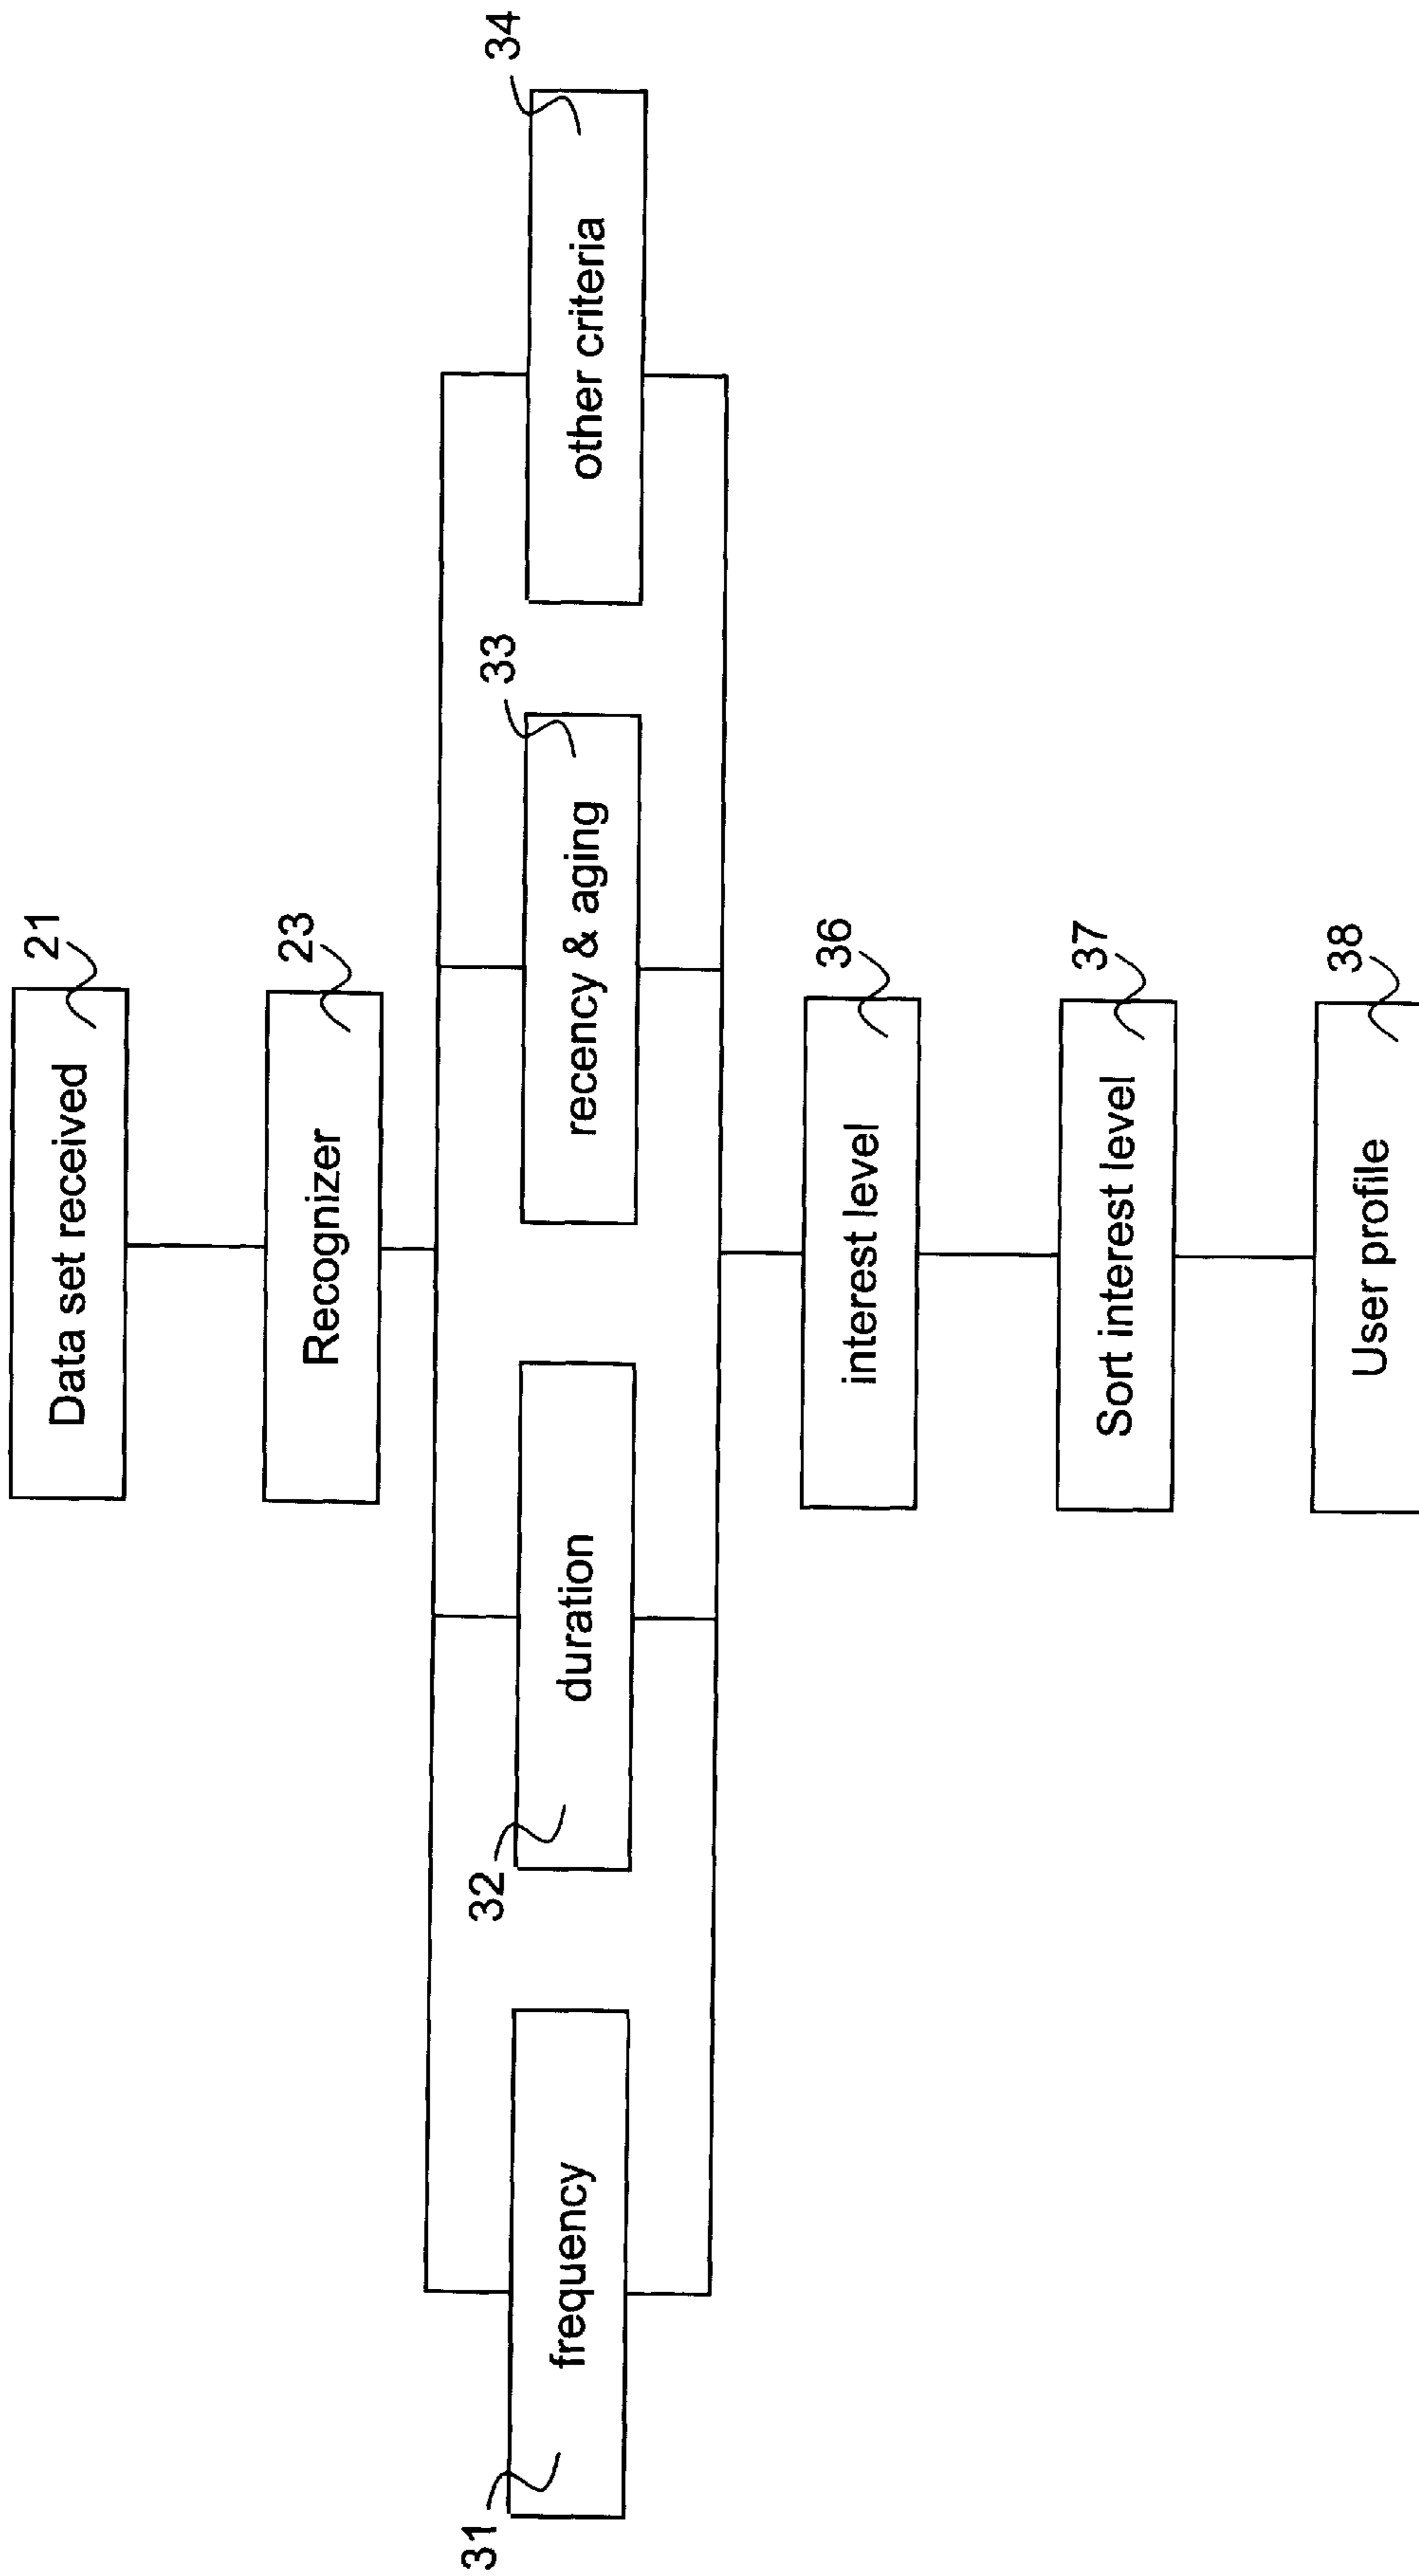 21
Data set received
23
Recognizer
31
frequency
32
duration
33
recency & aging
34
other criteria
36
interest level
37
Sort interest level
38
User profile